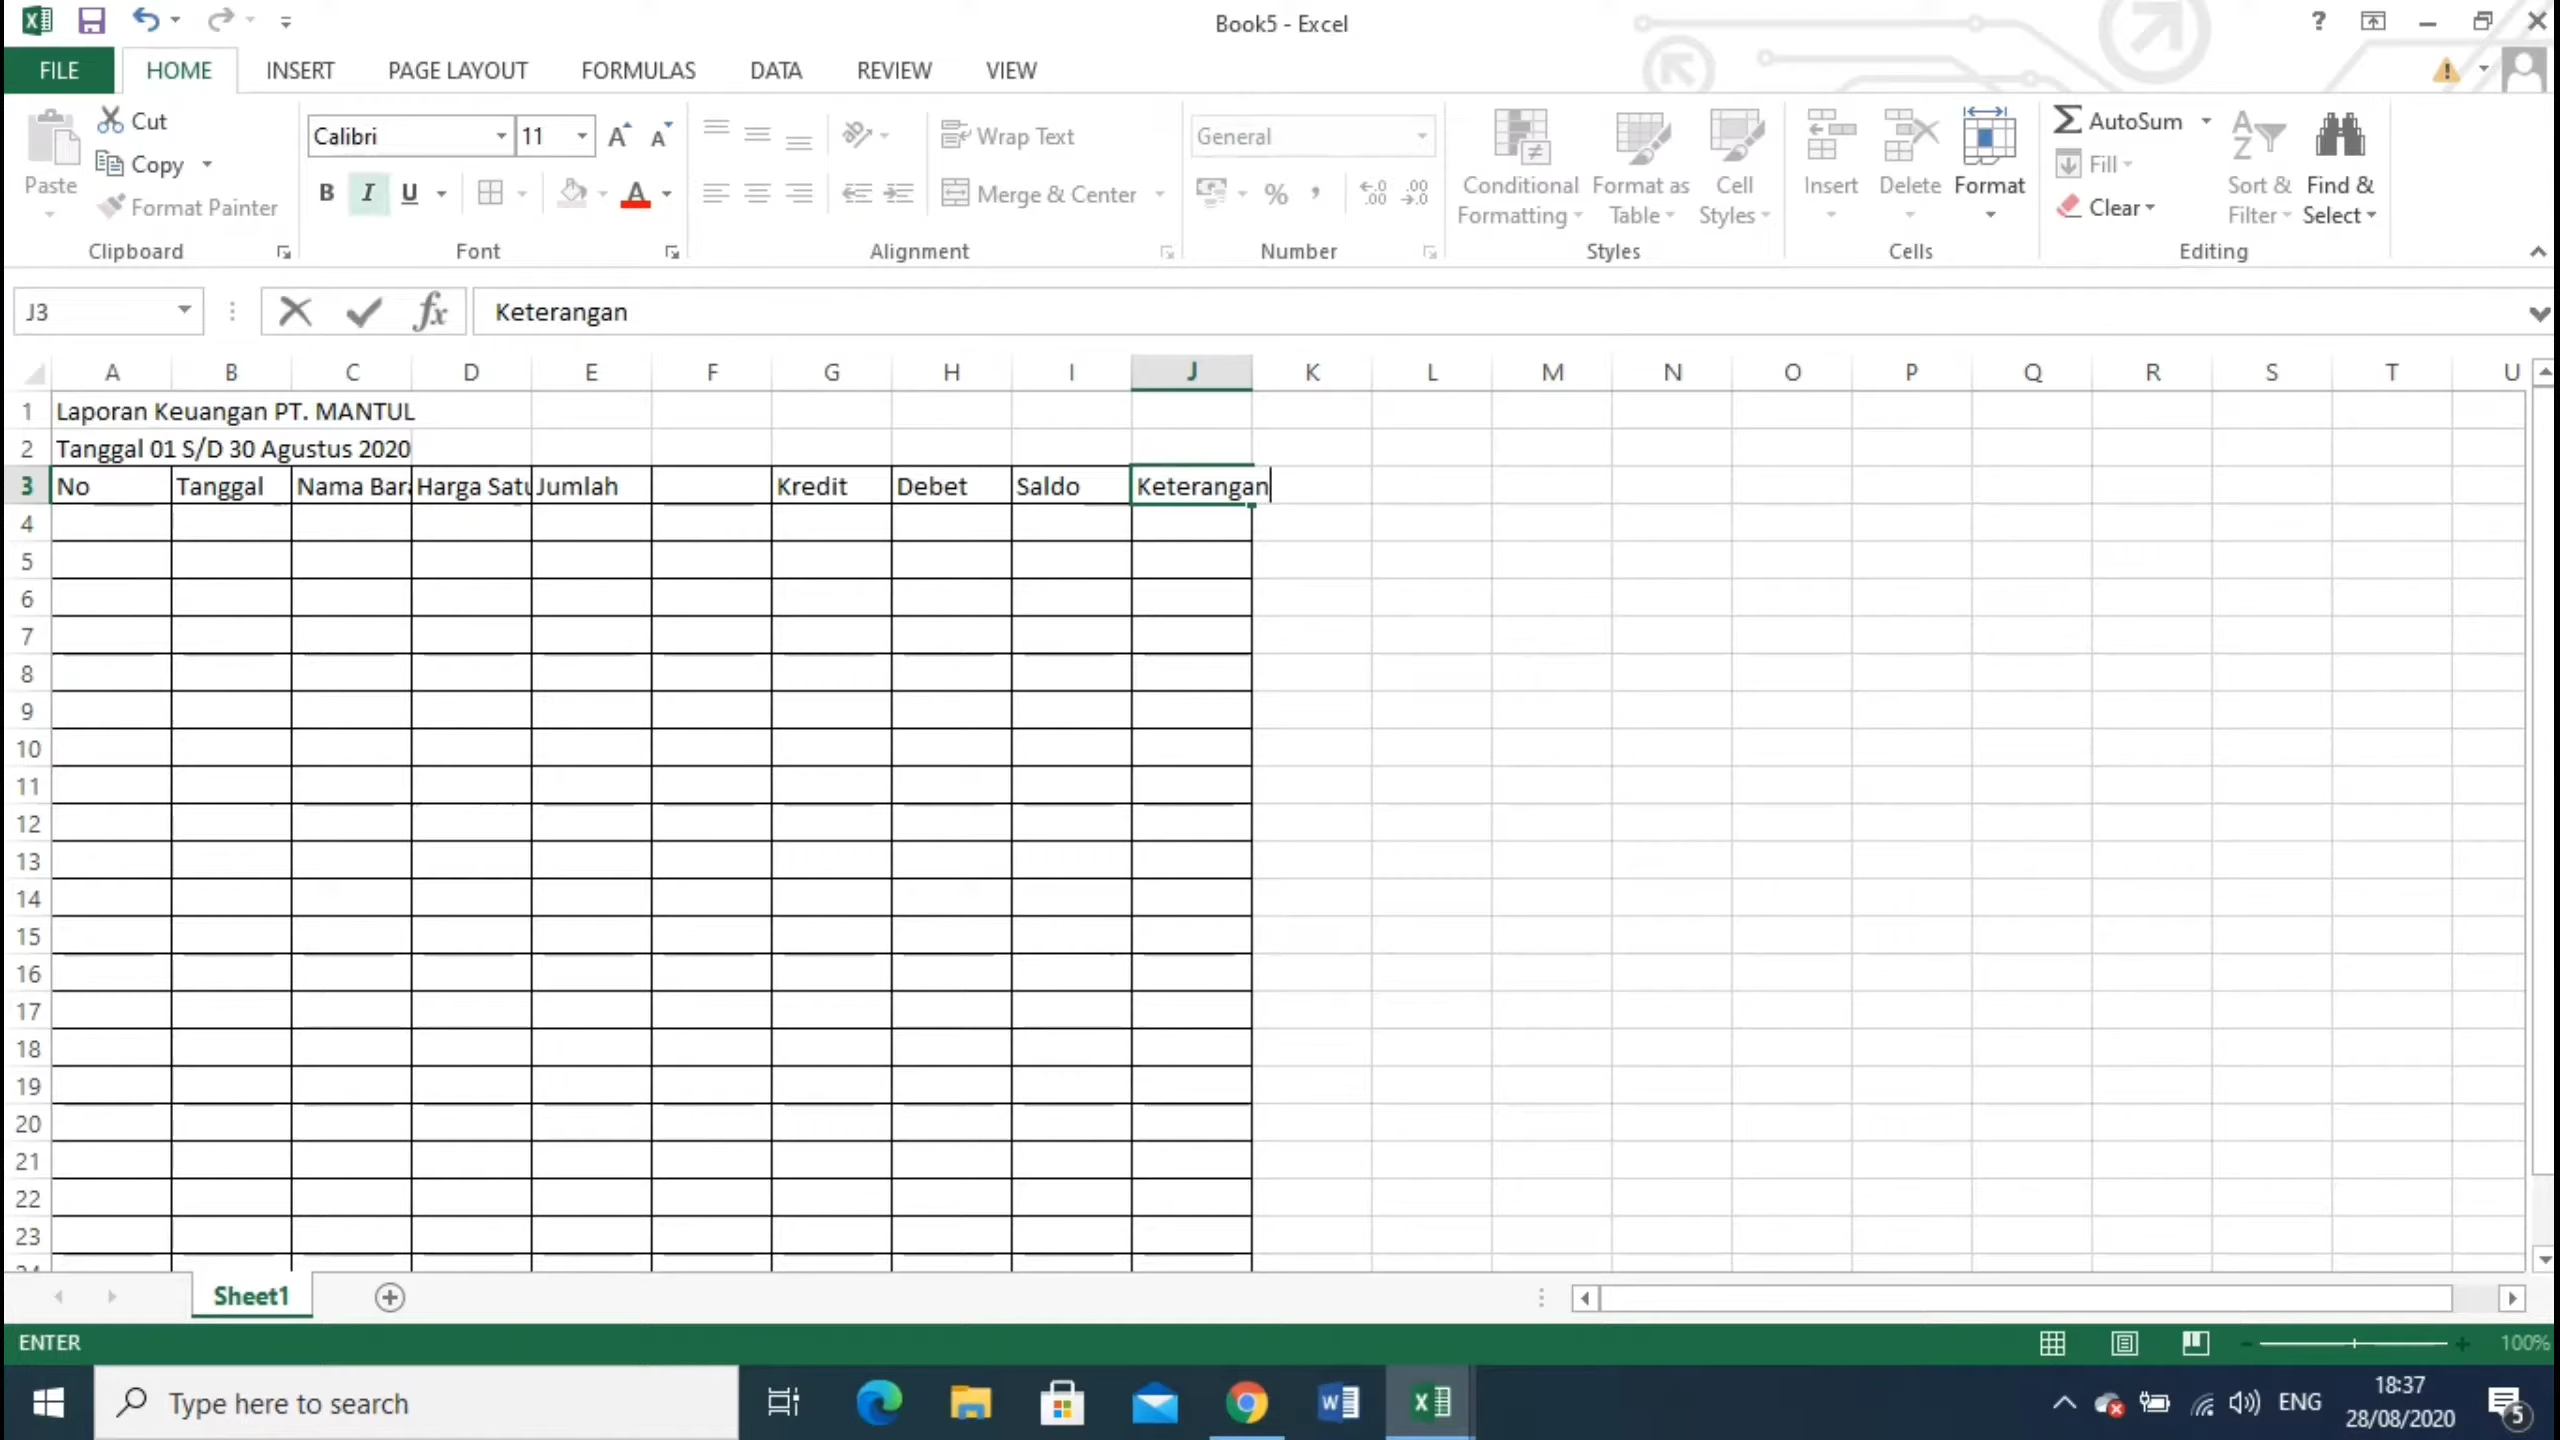 Book5 - Excel
?
FILE HOME INSERT PAGE LAYOUT FORMULAS DATA REVIEW VIEW
Paste
Cut
Copy
Format Painter
Clipboard
Calibri 11
B I U
Font
Wrap Text
Merge & Center
Alignment
General
%
Number
Conditional Formatting
Format as Table
Cell Styles
Styles
Insert Delete Format
Cells
AutoSum
Fill
Clear
Sort & Filter
Find & Select
Editing
J3 fx Keterangan
A B C D E F G H I J K L M N O P Q R S T U
1 Laporan Keuangan PT. MANTUL
2 Tanggal 01 S/D 30 Agustus 2020
3 No Tanggal Nama Bara Harga Satu Jumlah Kredit Debet Saldo Keterangan
4
5
6
7
8
9
10
11
12
13
14
15
16
17
18
19
20
21
22
23
Sheet1
ENTER 100%
Type here to search
ENG
18:37
28/08/2020
5